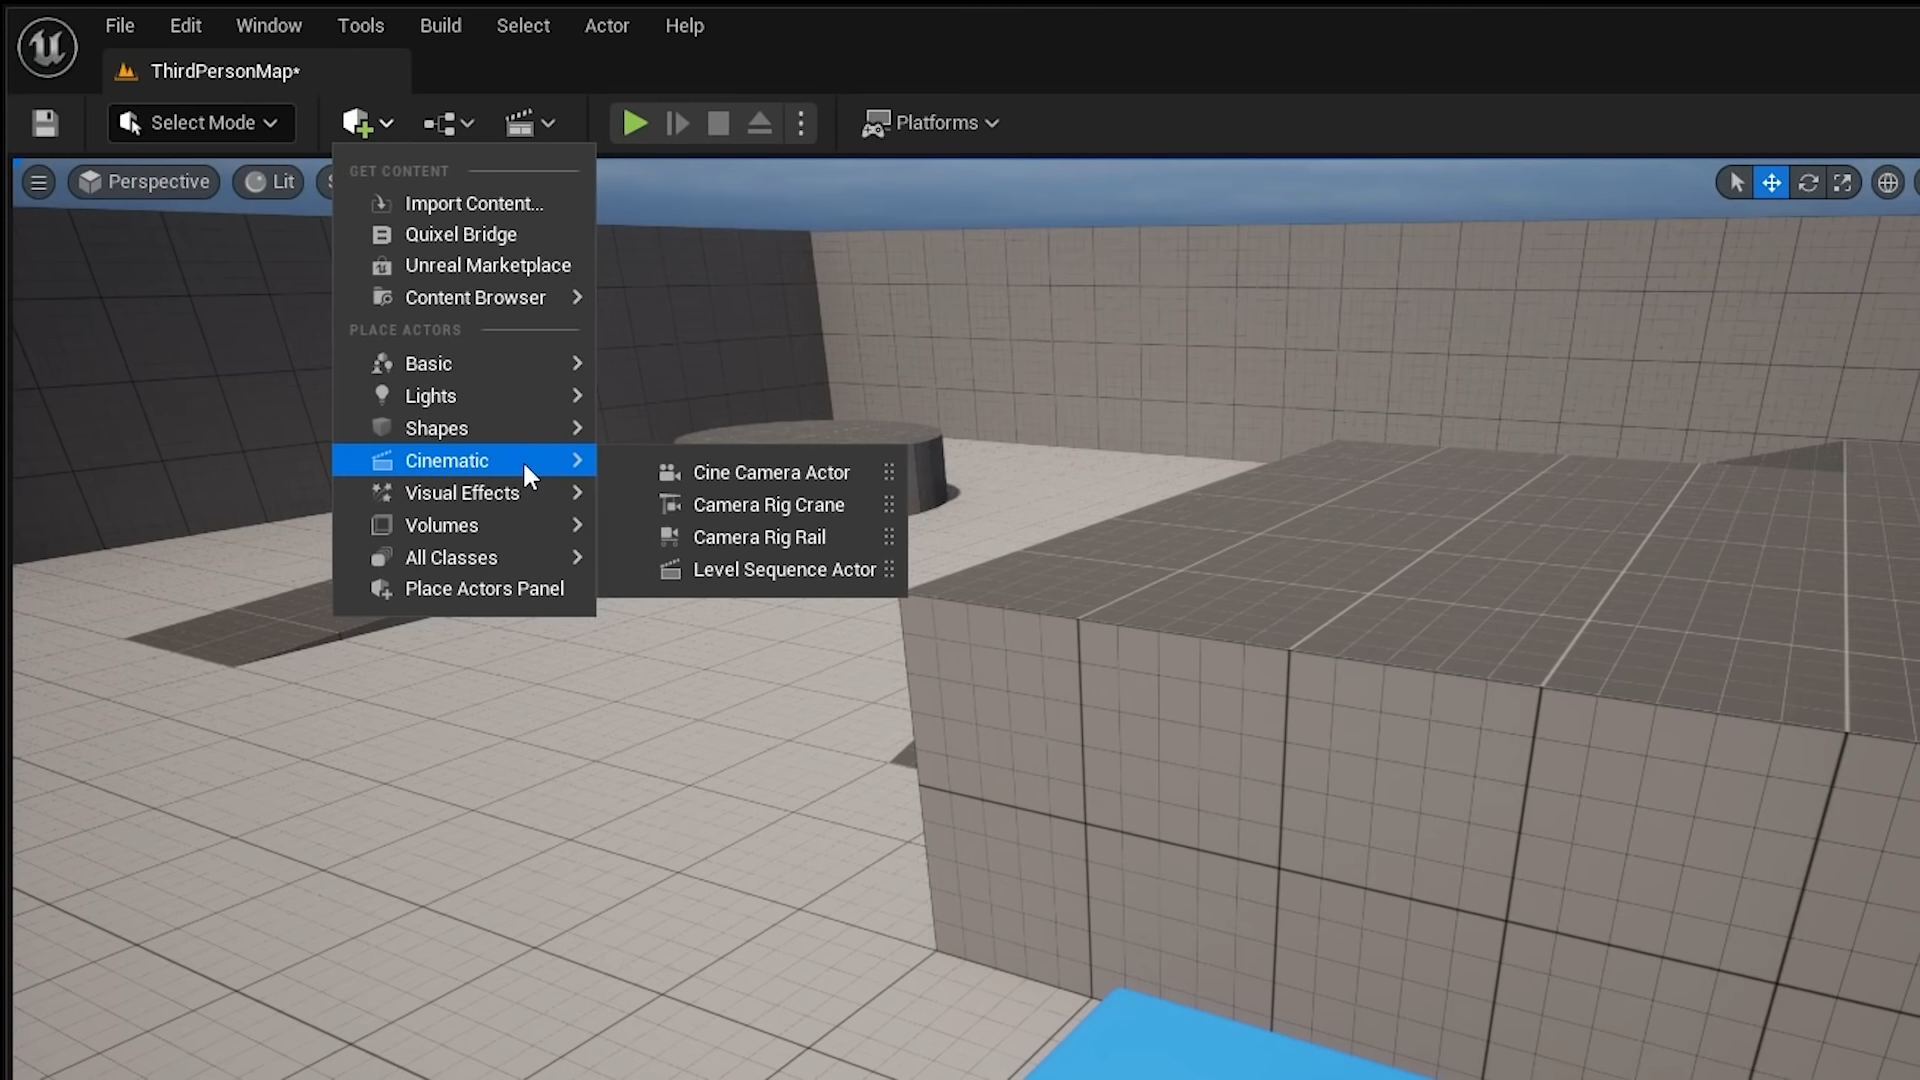 File Edit Window Tools Build Select Actor Help
ThirdPersonMap*
Select Mode
Platforms
Perspective
Lit
GET CONTENT
Import Content...
Quixel Bridge
Unreal Marketplace
Content Browser
PLACE ACTORS
Basic
Lights
Shapes
Cinematic
Visual Effects
Volumes
All Classes
Place Actors Panel
Cine Camera Actor
Camera Rig Crane
Camera Rig Rail
Level Sequence Actor